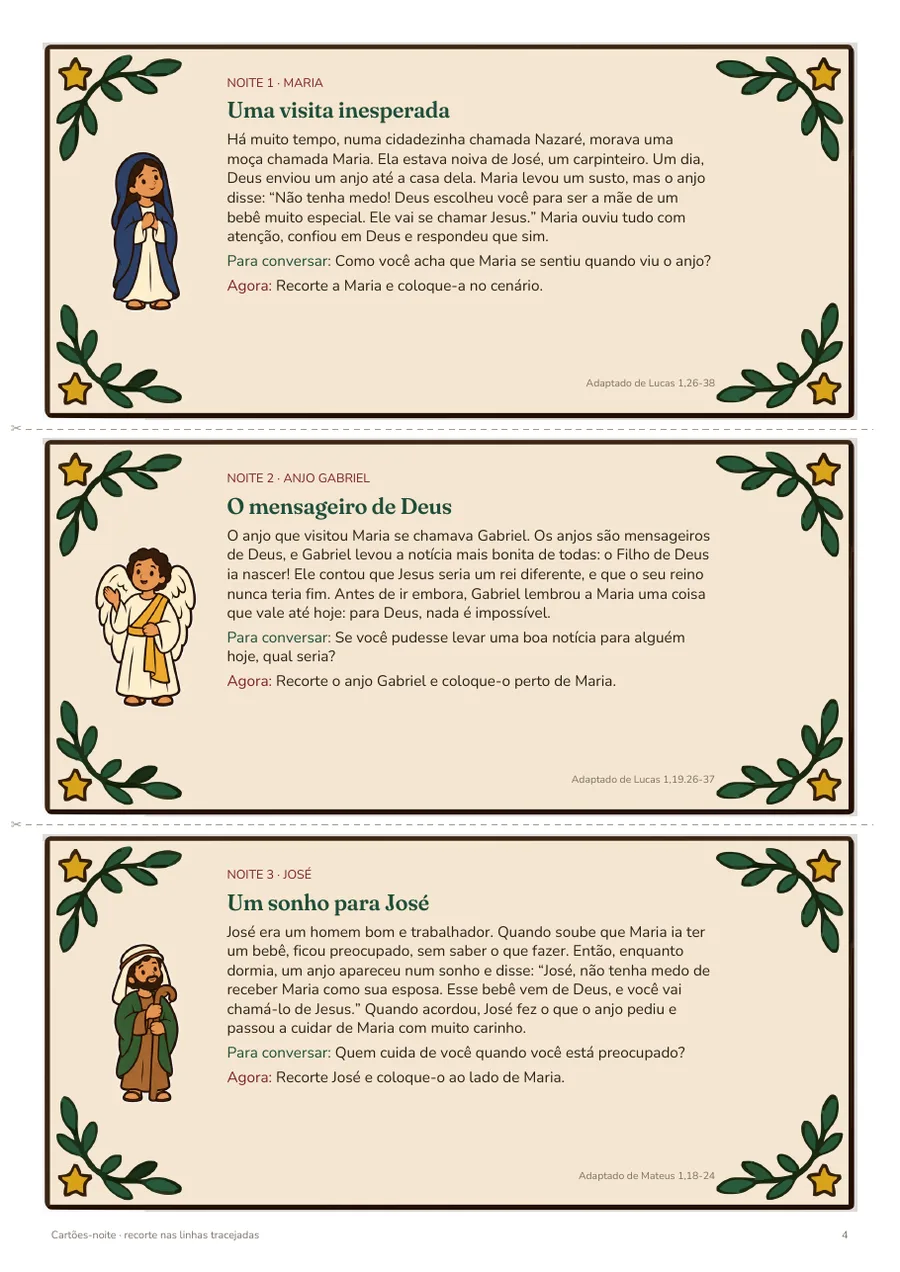 NOITE 1 · MARIA
Uma visita inesperada
Há muito tempo, numa cidadezinha chamada Nazaré, morava uma
moça chamada Maria. Ela estava noiva de José, um carpinteiro. Um dia,
Deus enviou um anjo até a casa dela. Maria levou um susto, mas o anjo
disse: “Não tenha medo! Deus escolheu você para ser a mãe de um
bebê muito especial. Ele vai se chamar Jesus.” Maria ouviu tudo com
atenção, confiou em Deus e respondeu que sim.
Para conversar: Como você acha que Maria se sentiu quando viu o anjo?
Agora: Recorte a Maria e coloque-a no cenário.
Adaptado de Lucas 1,26-38
NOITE 2 · ANJO GABRIEL
O mensageiro de Deus
O anjo que visitou Maria se chamava Gabriel. Os anjos são mensageiros
de Deus, e Gabriel levou a notícia mais bonita de todas: o Filho de Deus
ia nascer! Ele contou que Jesus seria um rei diferente, e que o seu reino
nunca teria fim. Antes de ir embora, Gabriel lembrou a Maria uma coisa
que vale até hoje: para Deus, nada é impossível.
Para conversar: Se você pudesse levar uma boa notícia para alguém
hoje, qual seria?
Agora: Recorte o anjo Gabriel e coloque-o perto de Maria.
Adaptado de Lucas 1,19.26-37
NOITE 3 · JOSÉ
Um sonho para José
José era um homem bom e trabalhador. Quando soube que Maria ia ter
um bebê, ficou preocupado, sem saber o que fazer. Então, enquanto
dormia, um anjo apareceu num sonho e disse: “José, não tenha medo de
receber Maria como sua esposa. Esse bebê vem de Deus, e você vai
chamá-lo de Jesus.” Quando acordou, José fez o que o anjo pediu e
passou a cuidar de Maria com muito carinho.
Para conversar: Quem cuida de você quando você está preocupado?
Agora: Recorte José e coloque-o ao lado de Maria.
Adaptado de Mateus 1,18-24
Cartões-noite · recorte nas linhas tracejadas
4